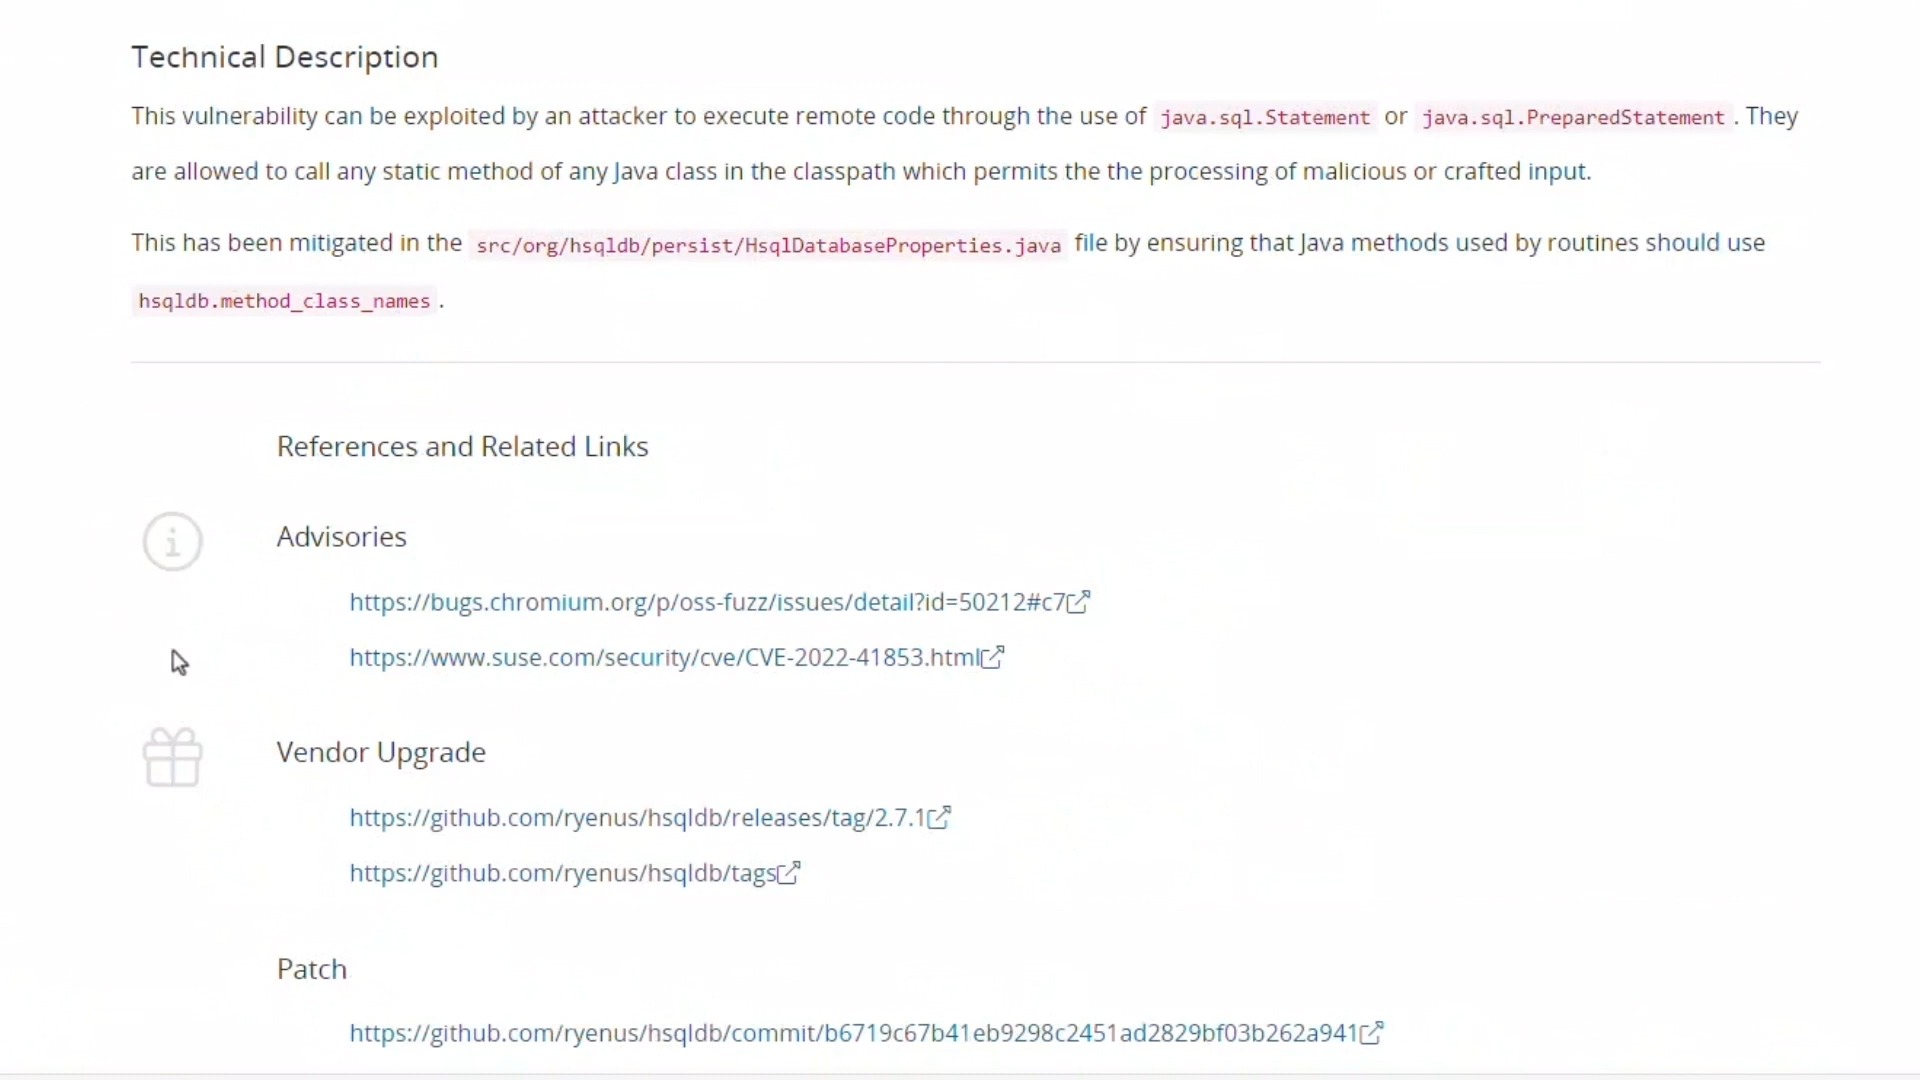 Technical Description
This vulnerability can be exploited by an attacker to execute remote code through the use of java.sql.Statement or java.sql.PreparedStatement. They
are allowed to call any static method of any Java class in the classpath which permits the the processing of malicious or crafted input.
This has been mitigated in the src/org/hsqldb/persist/HsqlDatabaseProperties.java file by ensuring that Java methods used by routines should use
hsqldb.method_class_names.
References and Related Links
Advisories
https://bugs.chromium.org/p/oss-fuzz/issues/detail?id=50212#c7
https://www.suse.com/security/cve/CVE-2022-41853.html
Vendor Upgrade
https://github.com/ryenus/hsqldb/releases/tag/2.7.1
https://github.com/ryenus/hsqldb/tags
Patch
https://github.com/ryenus/hsqldb/commit/b6719c67b41eb9298c2451ad2829bf03b262a941